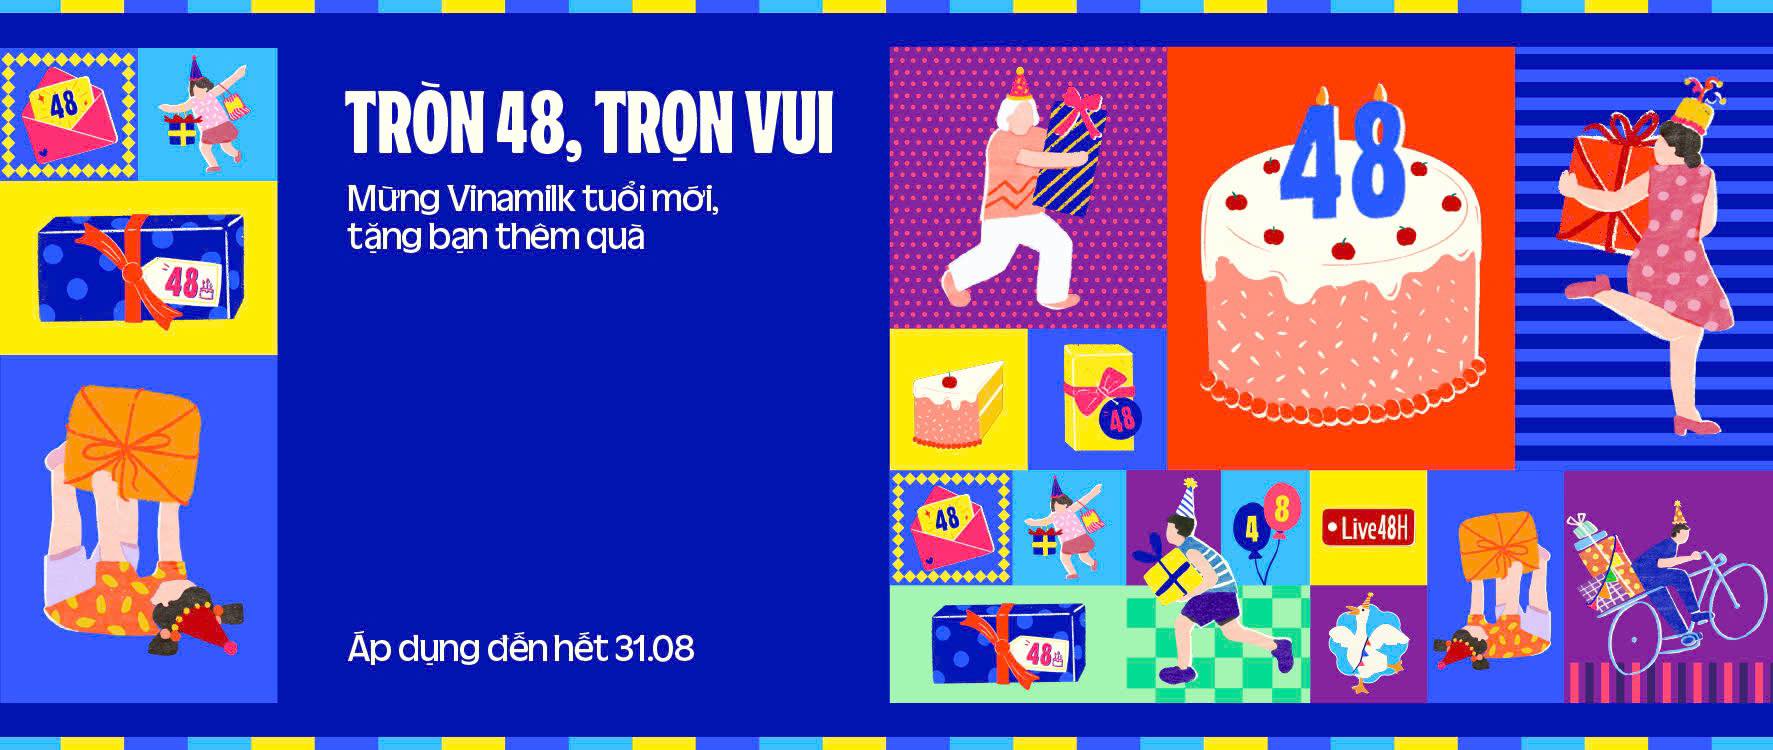 48
48
TRÒN 48, TRỌN VUI
Mừng Vinamilk tuổi mới,
tặng bạn thêm quà
Áp dụng đến hết 31.08
48
48
48
4 8
Live48H
48